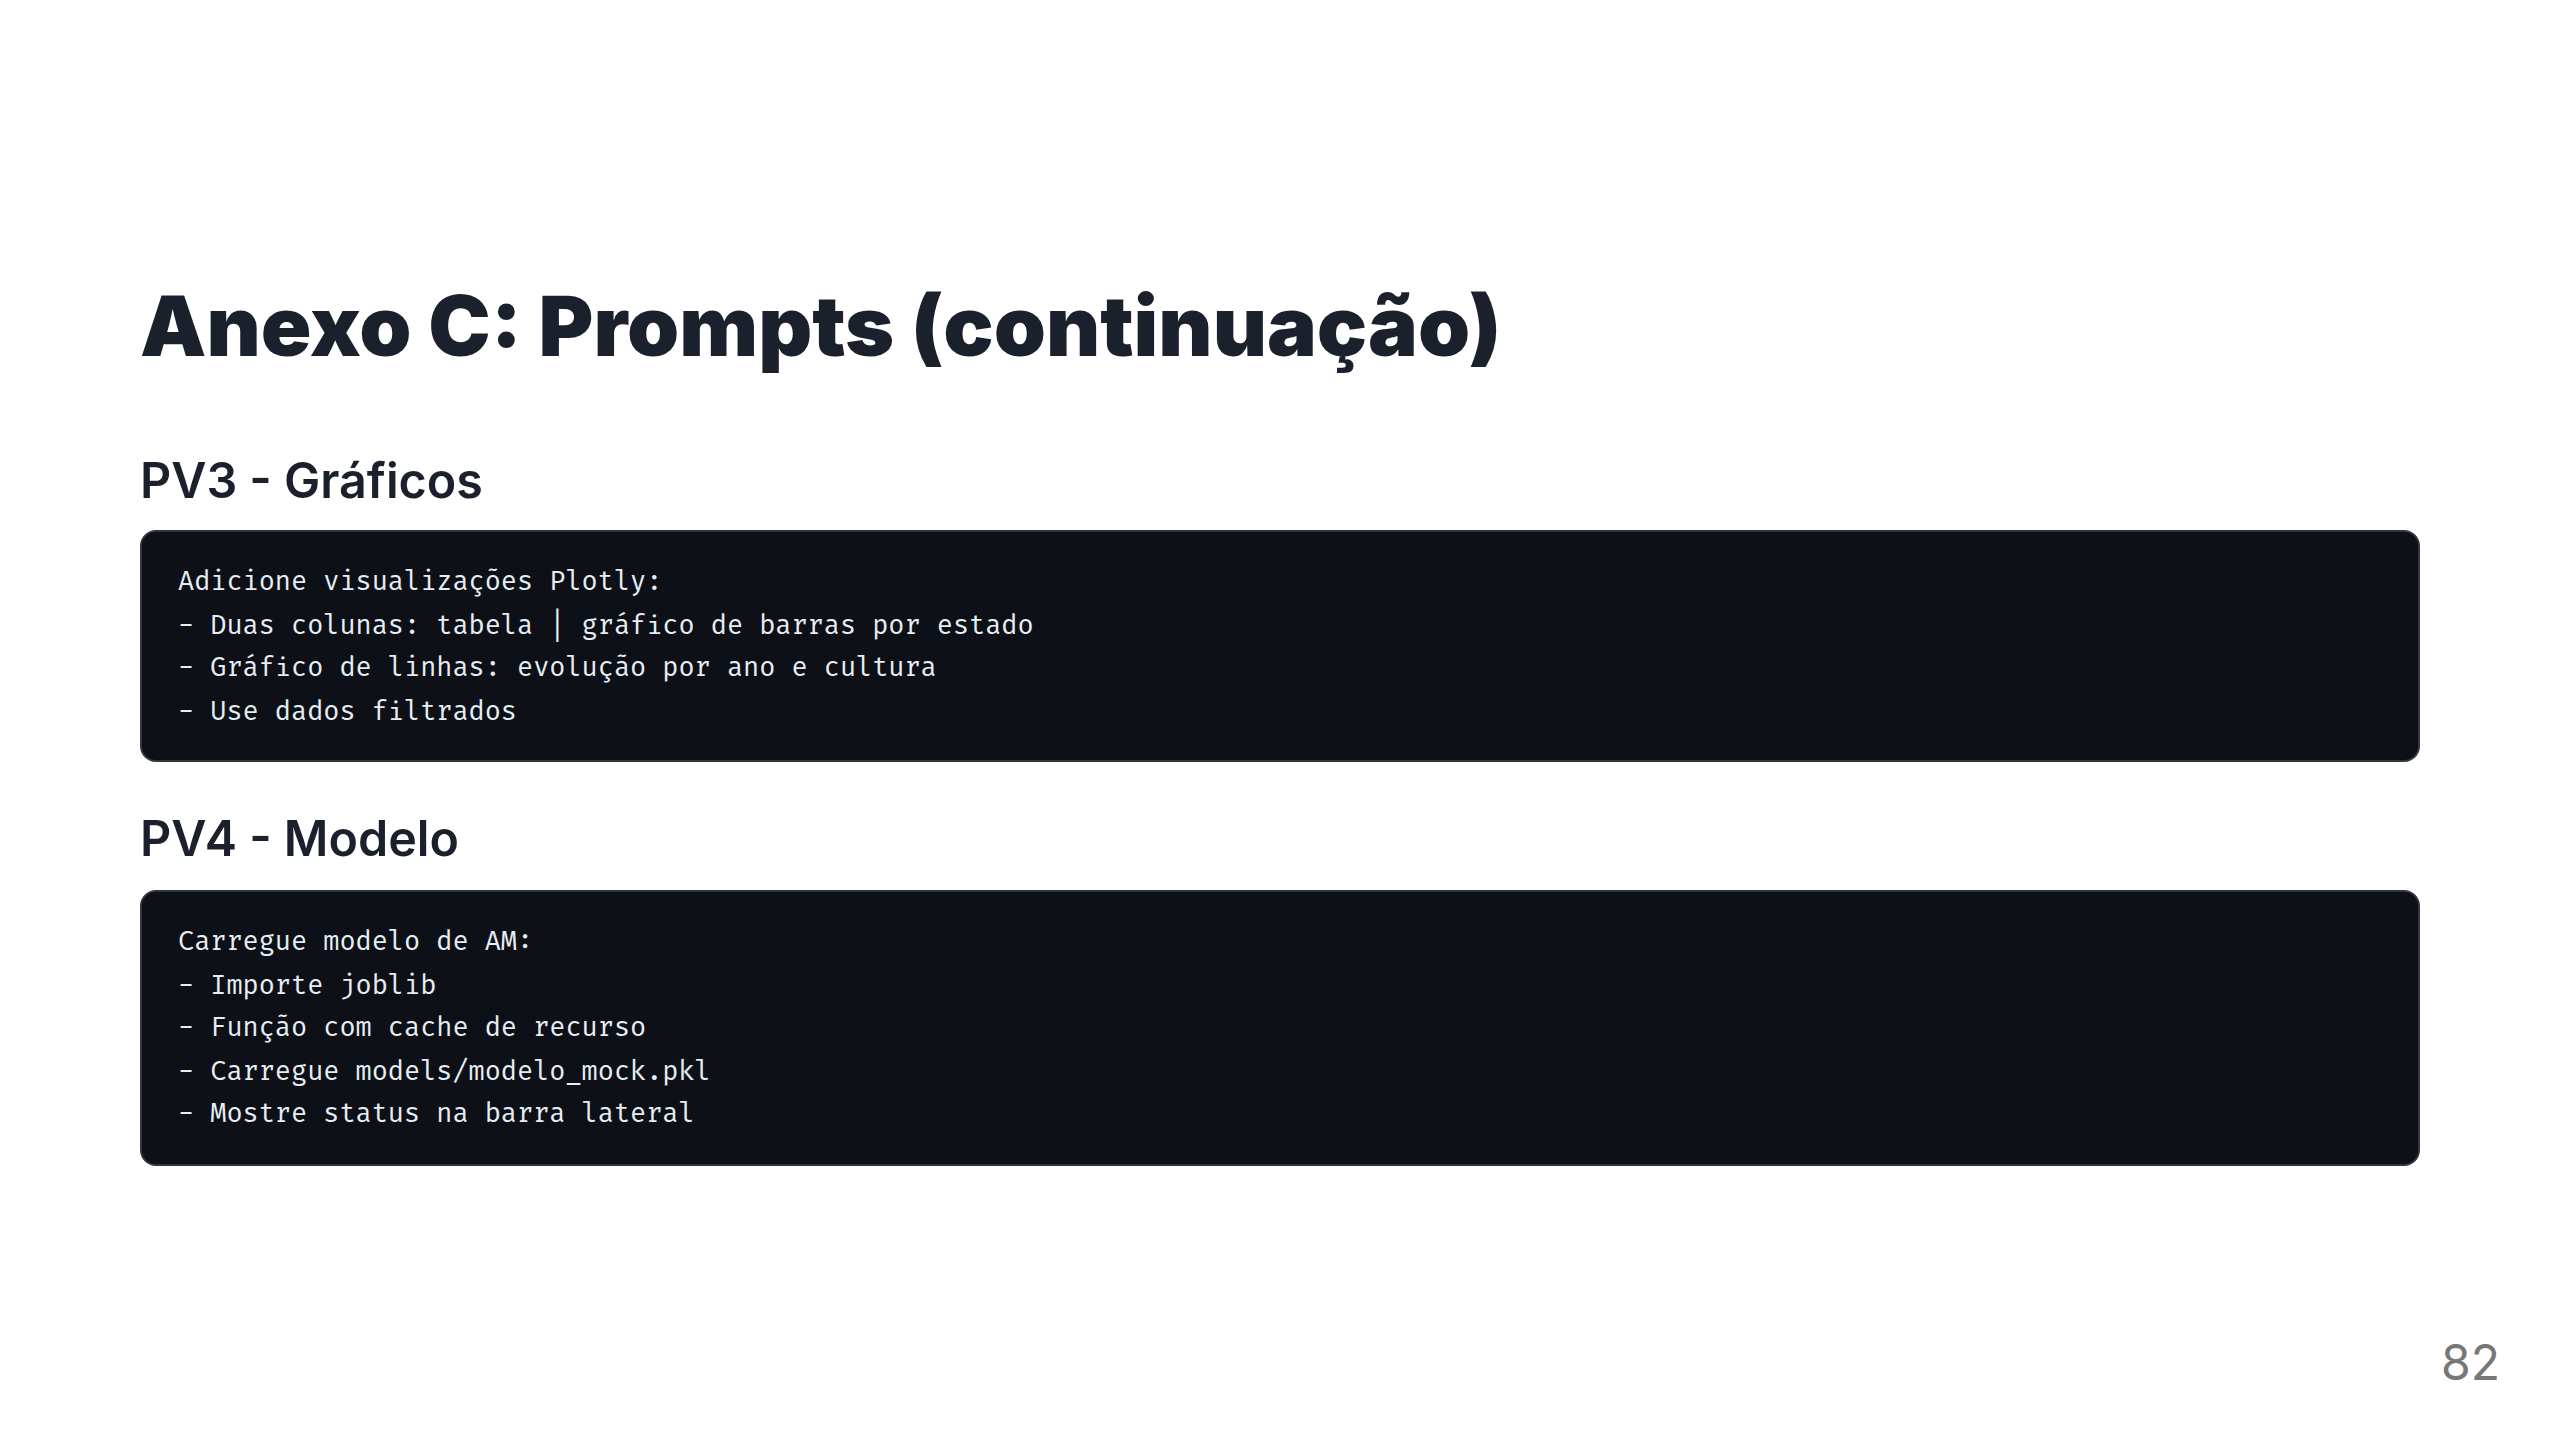 Anexo C: Prompts (continuação)
PV3 - Gráficos
Adicione visualizações Plotly:
- Duas colunas: tabela | gráfico de barras por estado
- Gráfico de linhas: evolução por ano e cultura
- Use dados filtrados
PV4 - Modelo
Carregue modelo de AM:
- Importe joblib
- Função com cache de recurso
- Carregue models/modelo_mock.pkl
- Mostre status na barra lateral
82